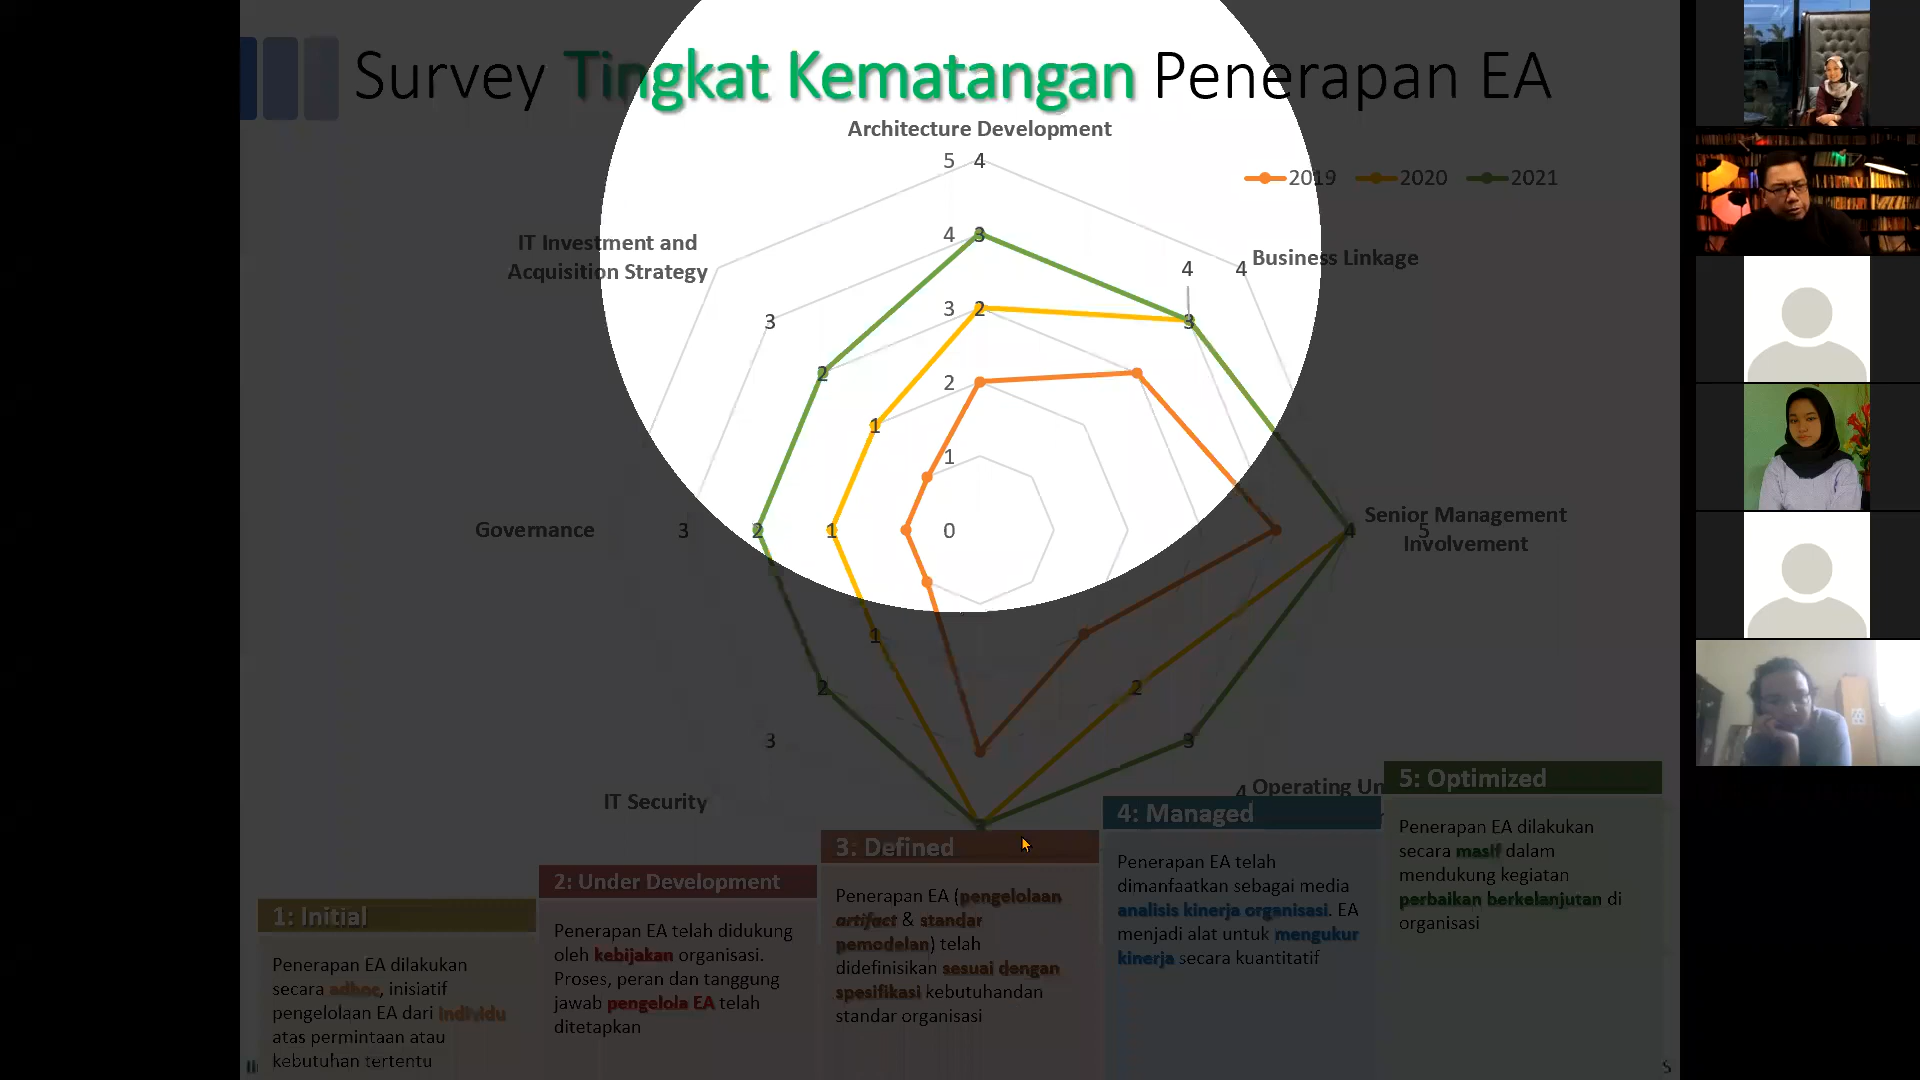 Survey Tingkat Kematangan Penerapan EA
Architecture Development
2019 2020 2021
5 4
IT Investment and
Acquisition Strategy
4 3
Business Linkage
4 4
3 2
3
3
2
2
1
1
Governance
3 2 1
0
4 5
Senior Management
Involvement
1
2
2
3
3
IT Security
4 Operating Un
5: Optimized
Penerapan EA dilakukan
secara masif dalam
mendukung kegiatan
perbaikan berkelanjutan di
organisasi
4: Managed
Penerapan EA telah
dimanfaatkan sebagai media
analisis kinerja organisasi. EA
menjadi alat untuk mengukur
kinerja secara kuantitatif
3: Defined
Penerapan EA (pengelolaan
artifact & standar
pemodelan) telah
didefinisikan sesuai dengan
spesifikasi kebutuhandan
standar organisasi
2: Under Development
Penerapan EA telah didukung
oleh kebijakan organisasi.
Proses, peran dan tanggung
jawab pengelola EA telah
ditetapkan
1: Initial
Penerapan EA dilakukan
secara adhoc, inisiatif
pengelolaan EA dari individu
atas permintaan atau
kebutuhan tertentu